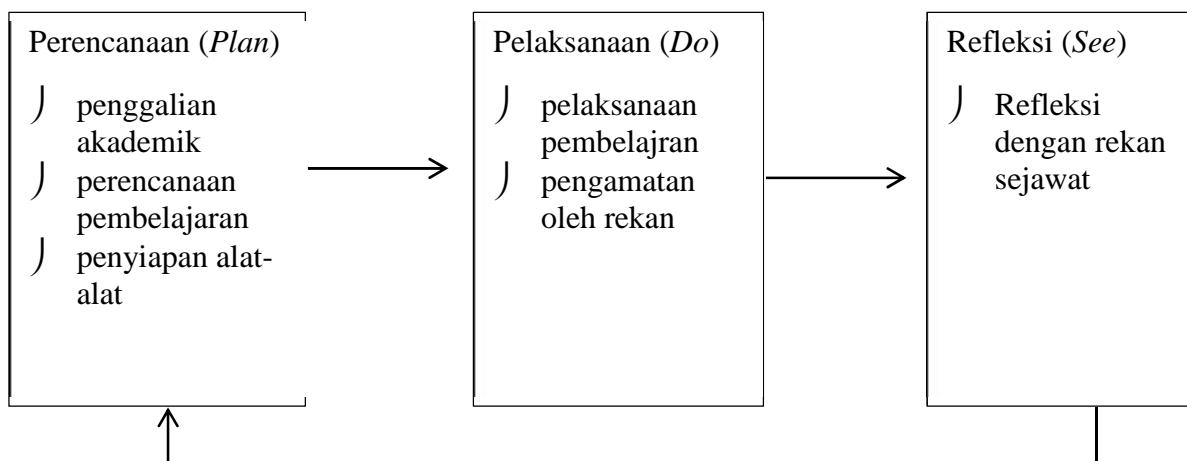 Perencanaan (Plan)
⎠ penggalian
akademik
⎠ perencanaan
pembelajaran
⎠ penyiapan alat-
alat
Pelaksanaan (Do)
⎠ pelaksanaan
pembelajran
⎠ pengamatan
oleh rekan
Refleksi (See)
⎠ Refleksi
dengan rekan
sejawat